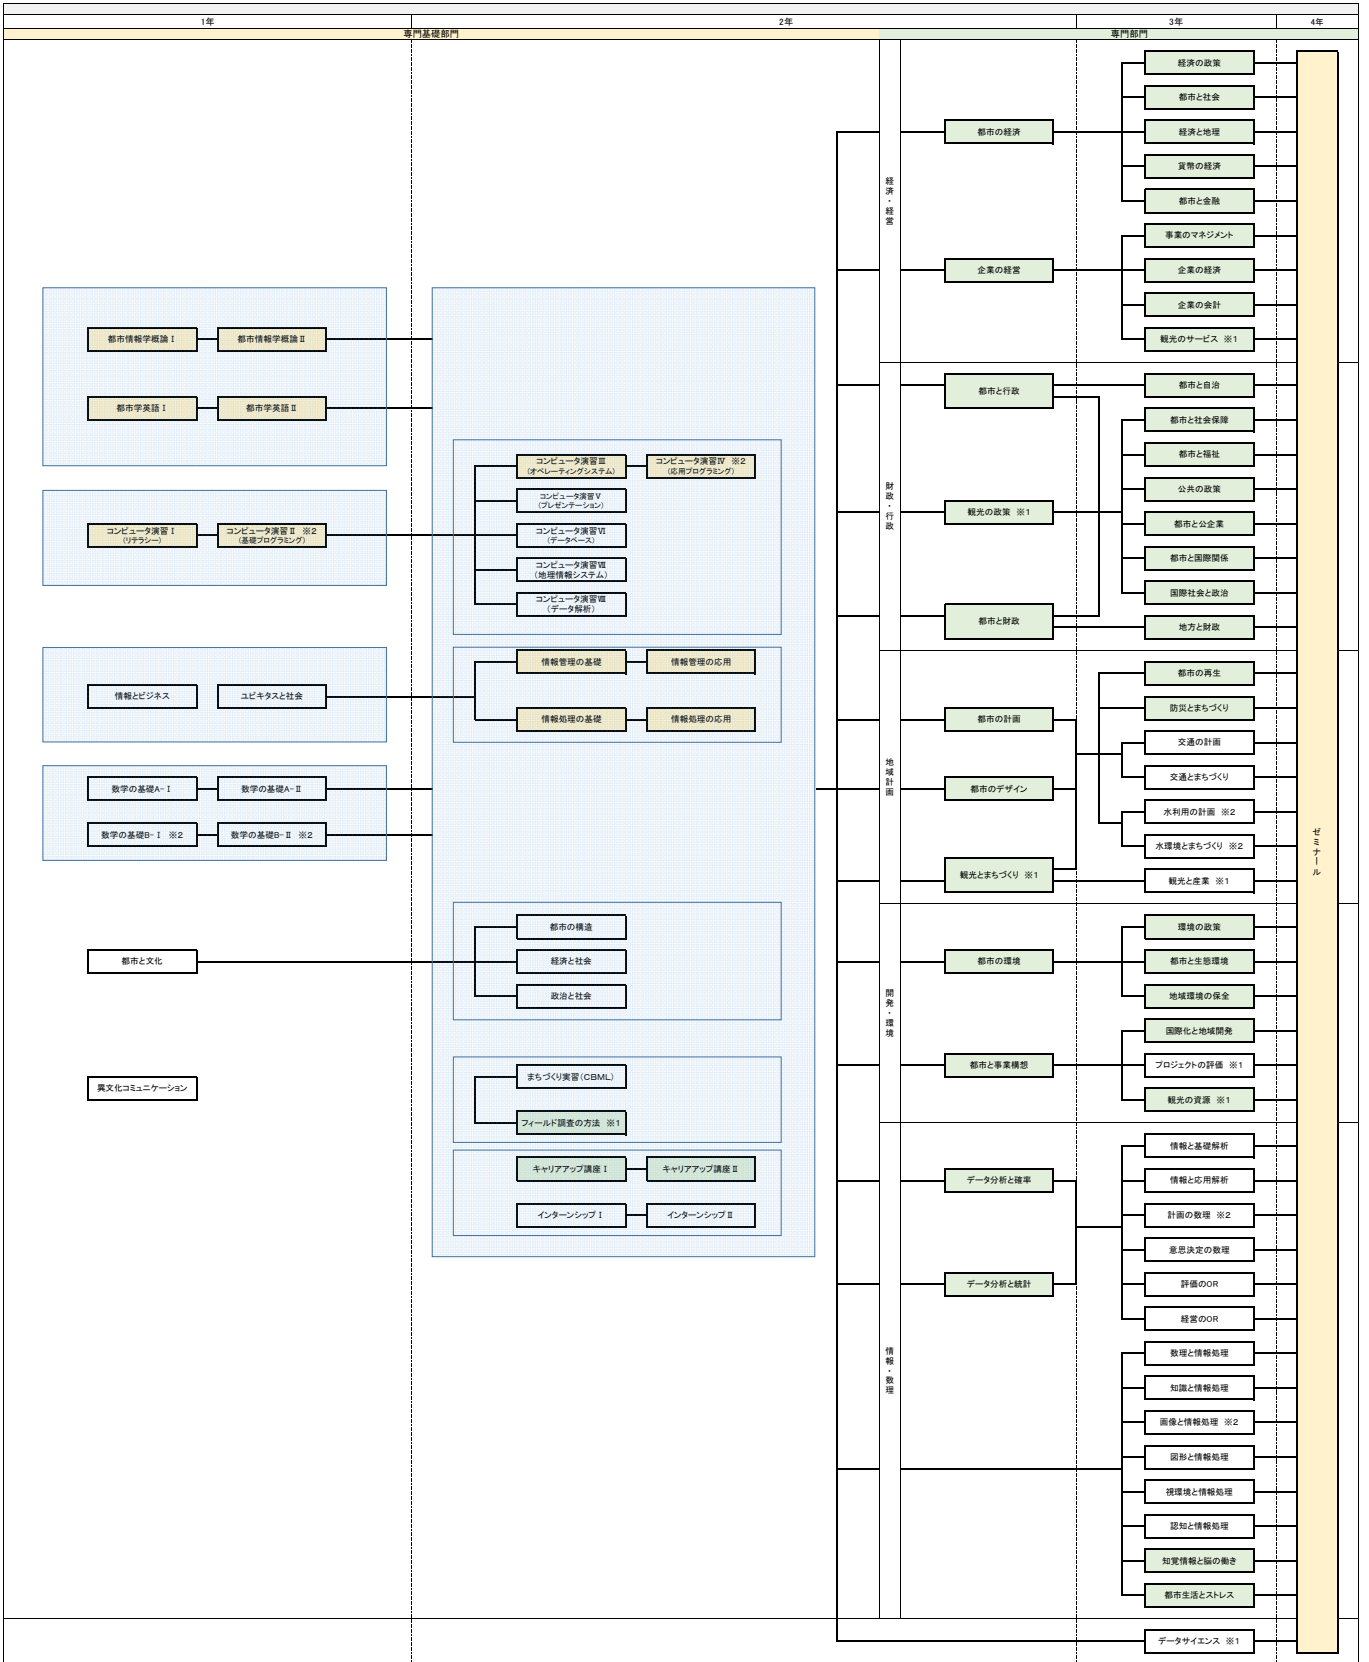 1年
2年
3年
4年
専門基礎部門
専門部門
都市情報学概論Ⅰ
都市情報学概論Ⅱ
都市学英語Ⅰ
都市学英語Ⅱ
コンピュータ演習Ⅰ
(リテラシー)
コンピュータ演習Ⅱ ※2
(基礎プログラミング)
情報とビジネス
ユビキタスと社会
数学の基礎A-Ⅰ
数学の基礎A-Ⅱ
数学の基礎B-Ⅰ ※2
数学の基礎B-Ⅱ ※2
都市と文化
異文化コミュニケーション
コンピュータ演習Ⅲ
(オペレーティングシステム)
コンピュータ演習Ⅳ ※2
(応用プログラミング)
コンピュータ演習Ⅴ
(プレゼンテーション)
コンピュータ演習Ⅵ
(データベース)
コンピュータ演習Ⅶ
(地理情報システム)
コンピュータ演習Ⅷ
(データ解析)
情報管理の基礎
情報管理の応用
情報処理の基礎
情報処理の応用
都市の構造
経済と社会
政治と社会
まちづくり実習(CBML)
フィールド調査の方法 ※1
キャリアアップ講座Ⅰ
キャリアアップ講座Ⅱ
インターンシップⅠ
インターンシップⅡ
経済・経営
都市の経済
経済の政策
都市と社会
経済と地理
貨幣の経済
都市と金融
企業の経営
事業のマネジメント
企業の経済
企業の会計
観光のサービス ※1
財政・行政
都市と行政
都市と自治
観光の政策 ※1
都市と社会保障
都市と福祉
公共の政策
都市と公企業
都市と国際関係
国際社会と政治
都市と財政
地方と財政
地域計画
都市の計画
都市のデザイン
観光とまちづくり ※1
都市の再生
防災とまちづくり
交通の計画
交通とまちづくり
水利用の計画 ※2
水環境とまちづくり ※2
観光と産業 ※1
開発・環境
都市の環境
環境の政策
都市と生態環境
地域環境の保全
都市と事業構想
国際化と地域開発
プロジェクトの評価 ※1
観光の資源 ※1
情報・数理
データ分析と確率
データ分析と統計
情報と基礎解析
情報と応用解析
計画の数理 ※2
意思決定の数理
評価のOR
経営のOR
数理と情報処理
知識と情報処理
画像と情報処理 ※2
図形と情報処理
視環境と情報処理
認知と情報処理
知覚情報と脳の働き
都市生活とストレス
データサイエンス ※1
ゼミナール